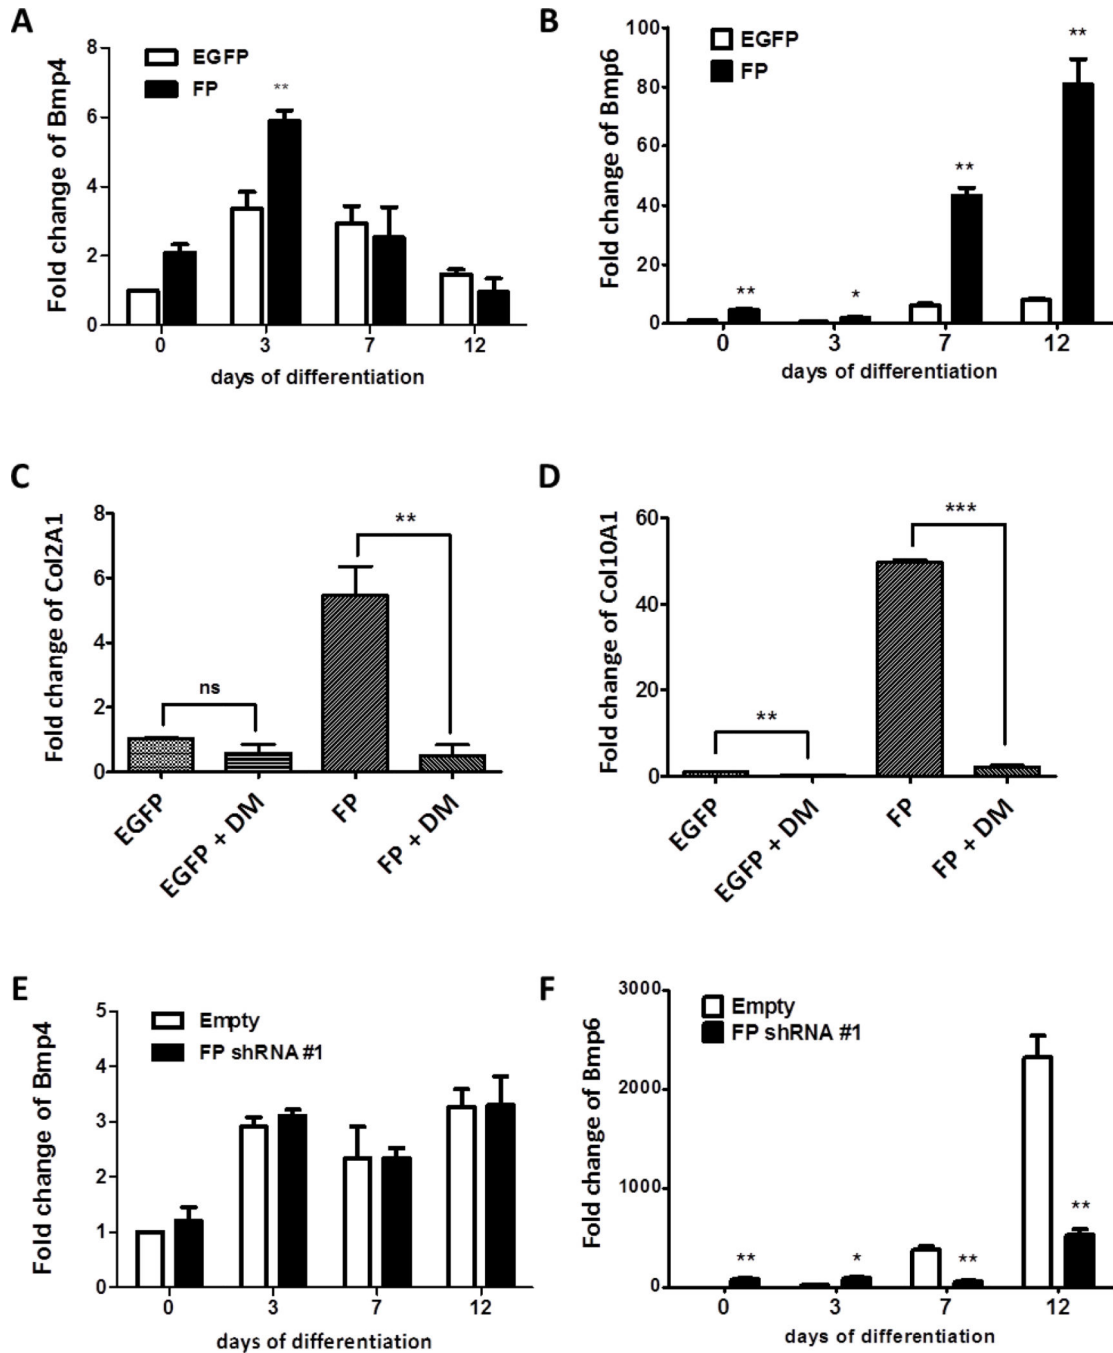 A
Fold change of Bmp4
8
6
4
2
0
EGFP
FP
**
0 3 7 12
days of differentiation
B
Fold change of Bmp6
100
80
60
40
20
0
EGFP
FP
** * ** **
0 3 7 12
days of differentiation
C
Fold change of Col2A1
8
6
4
2
0
ns
**
EGFP
EGFP + DM
FP
FP + DM
D
Fold change of Col10A1
60
40
20
0
**
***
EGFP
EGFP + DM
FP
FP + DM
E
Fold change of Bmp4
5
4
3
2
1
0
Empty
FP shRNA #1
0 3 7 12
days of differentiation
F
Fold change of Bmp6
3000
2000
1000
0
Empty
FP shRNA #1
** * ** **
0 3 7 12
days of differentiation